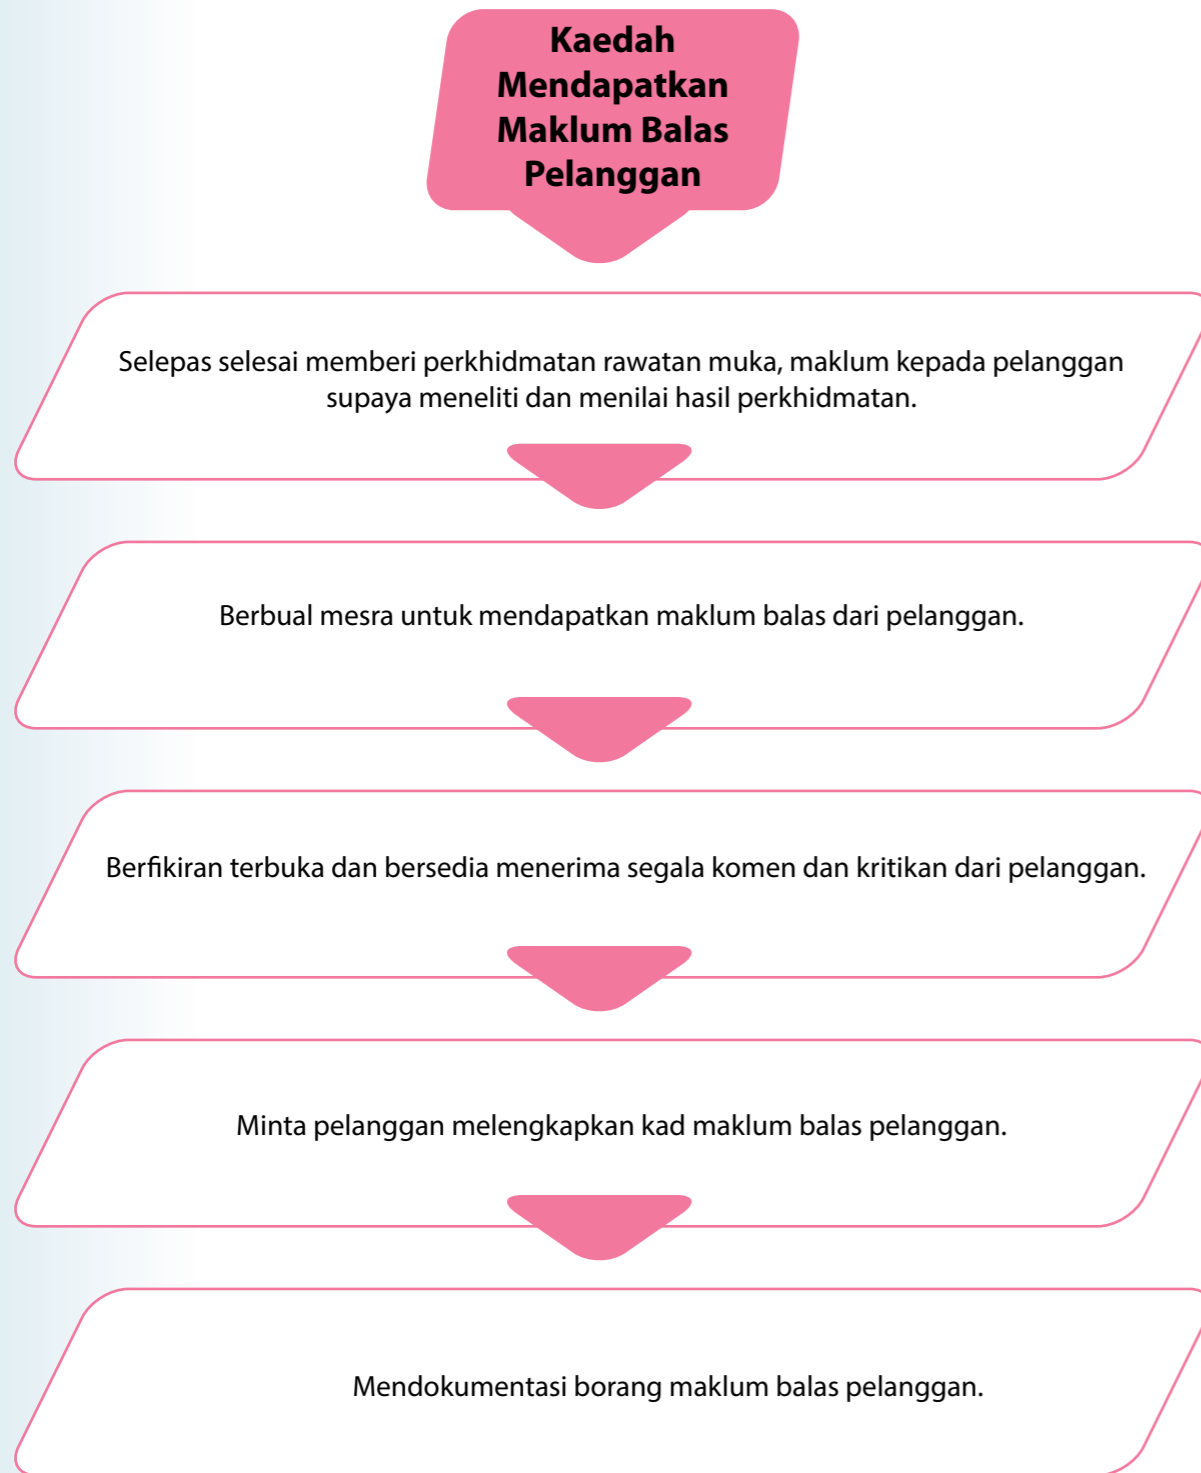 Kaedah
Mendapatkan
Maklum Balas
Pelanggan
Selepas selesai memberi perkhidmatan rawatan muka, maklum kepada pelanggan
supaya meneliti dan menilai hasil perkhidmatan.
Berbual mesra untuk mendapatkan maklum balas dari pelanggan.
Berfikiran terbuka dan bersedia menerima segala komen dan kritikan dari pelanggan.
Minta pelanggan melengkapkan kad maklum balas pelanggan.
Mendokumentasi borang maklum balas pelanggan.